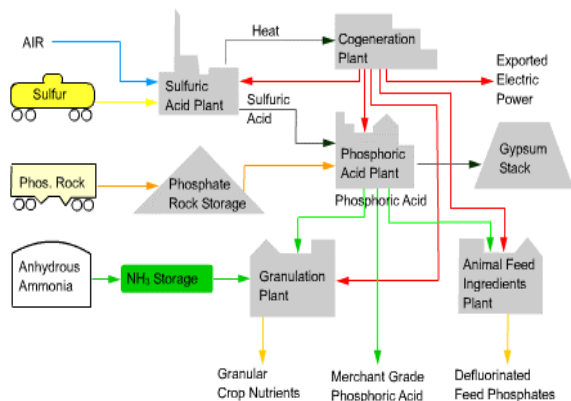 AIR
Heat
Cogeneration
Plant
Exported
Electric
Power
Sulfur
Sulfuric
Acid Plant
Sulfuric
Acid
Phos. Rock
Phosphate
Rock Storage
Phosphoric
Acid Plant
Gypsum
Stack
Phosphoric Acid
Anhydrous
Ammonia
NH3 Storage
Granulation
Plant
Animal Feed
Ingredients
Plant
Granular
Crop Nutrients
Merchant Grade
Phosphoric Acid
Defluorinated
Feed Phosphates